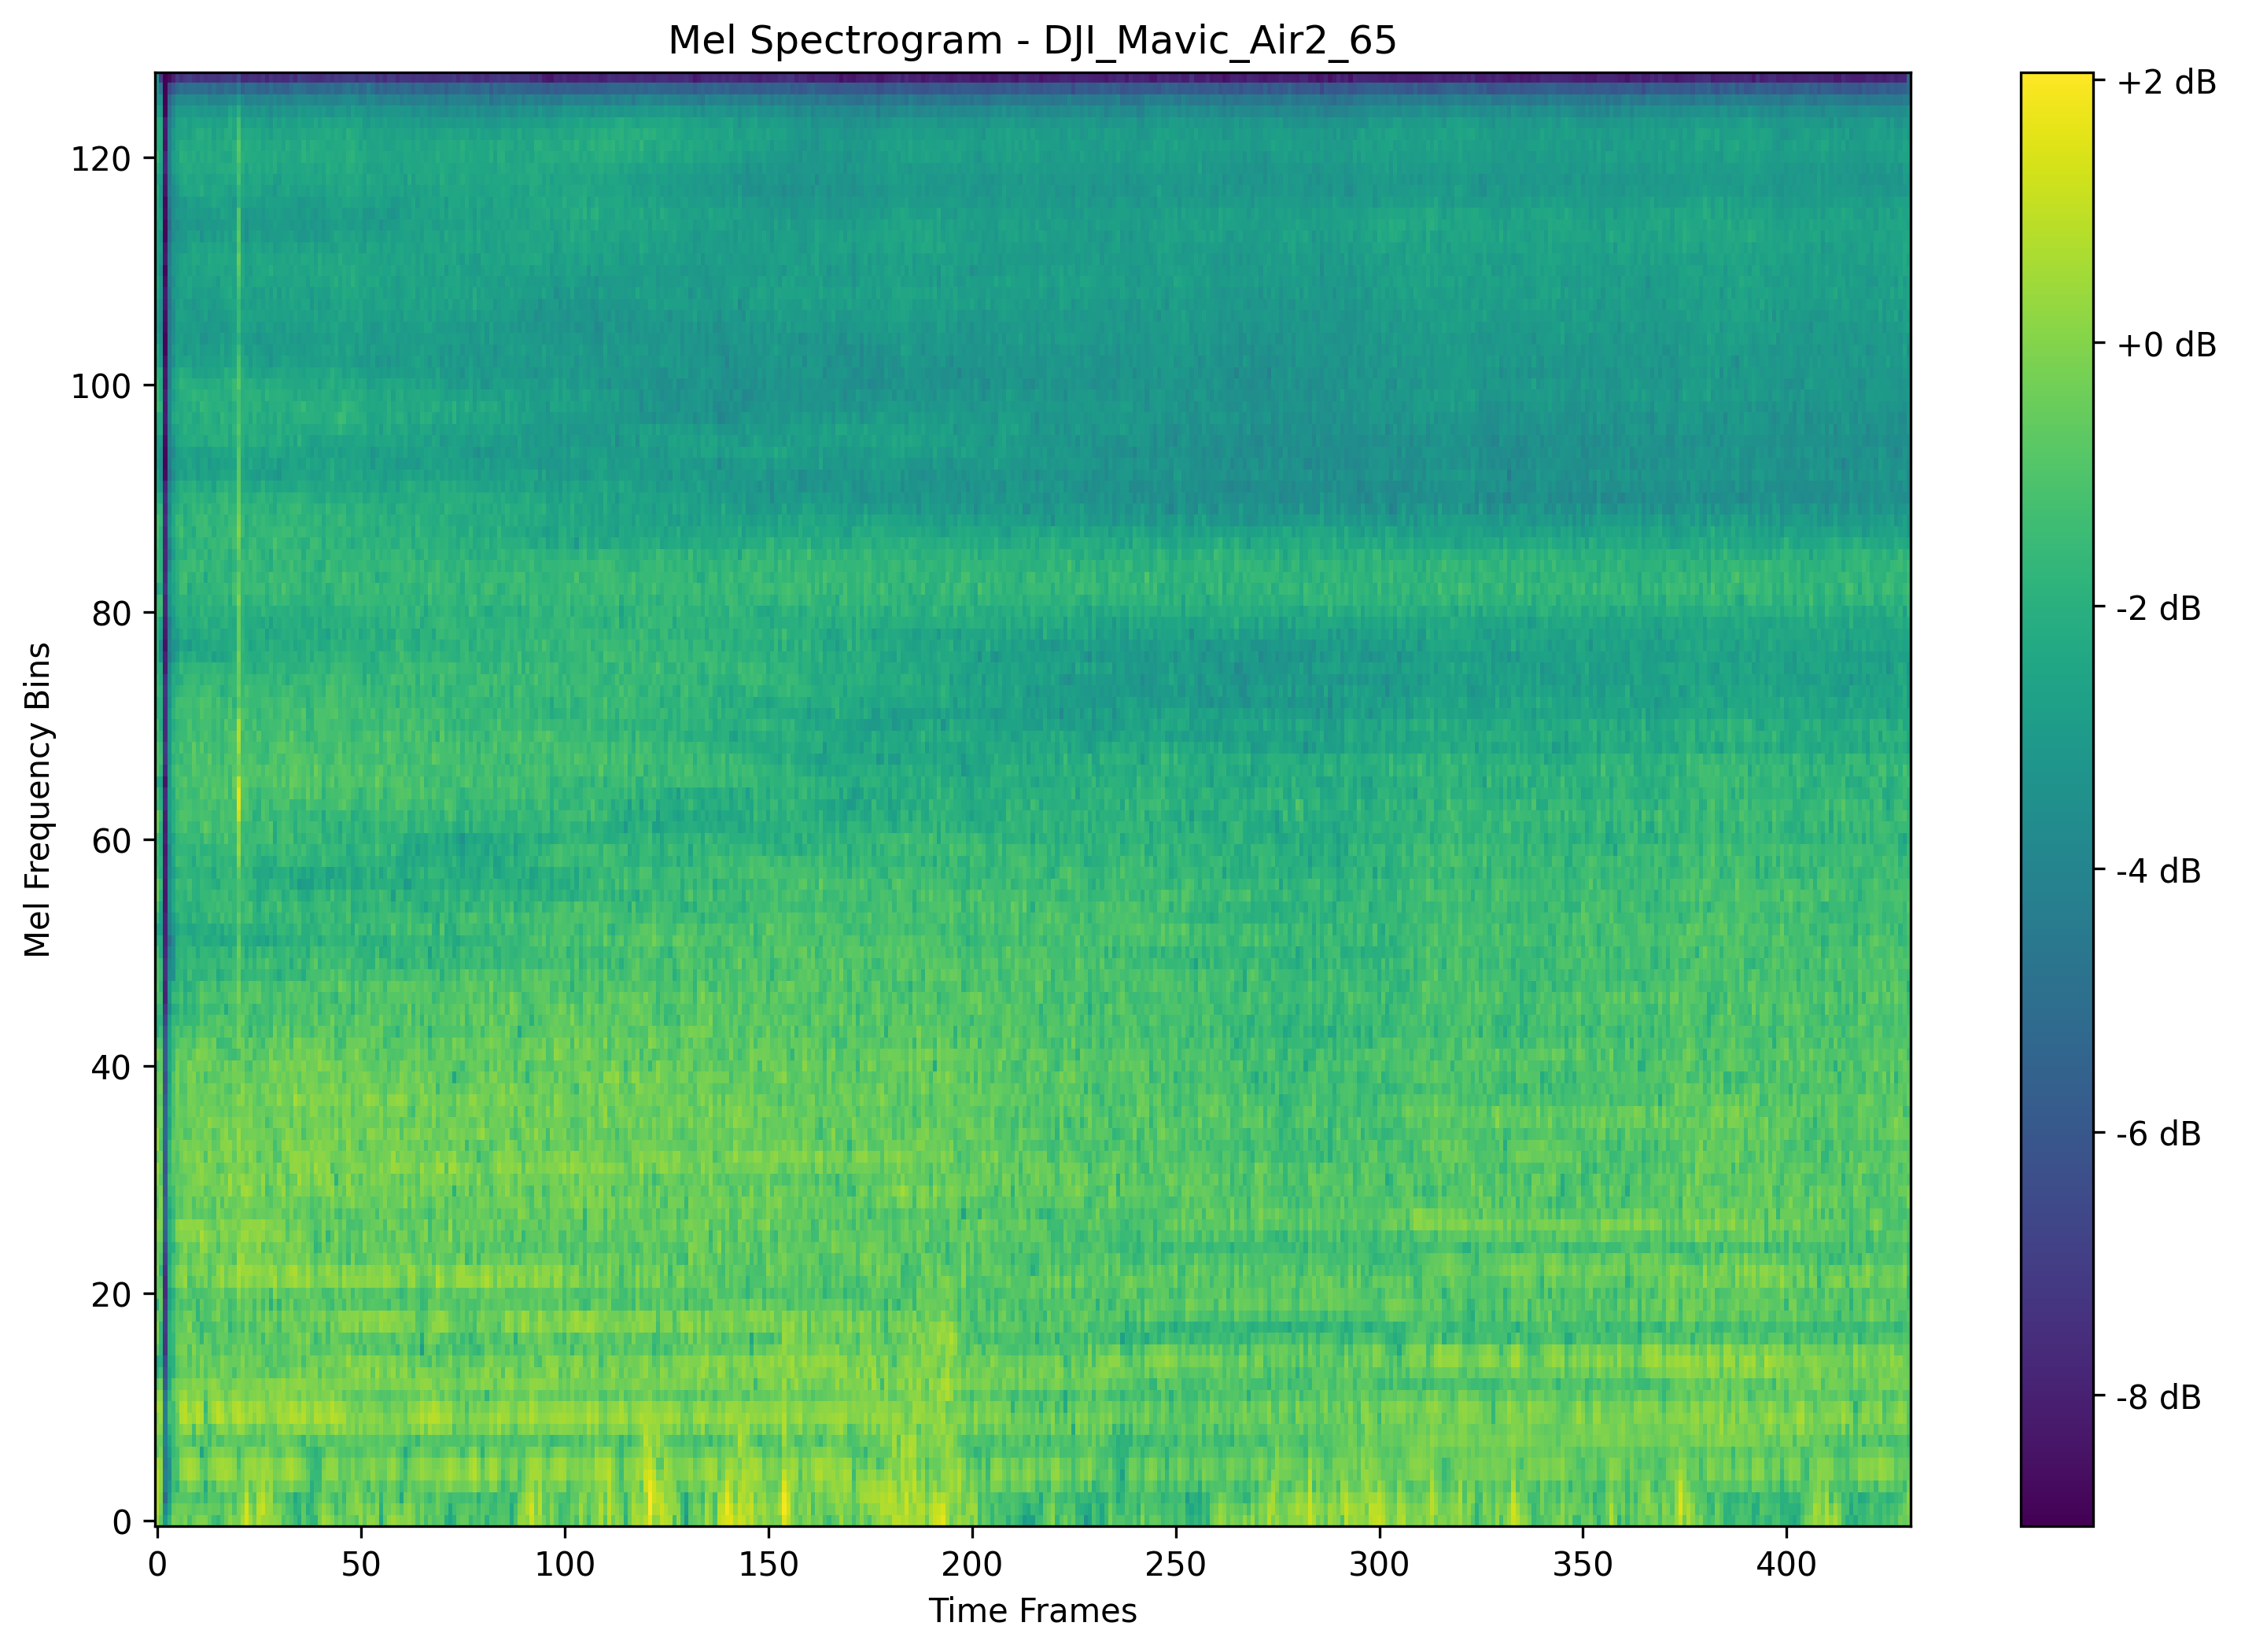 Mel Spectrogram - DJI_Mavic_Air2_65
Mel Frequency Bins
120
100
80
60
40
20
0
0 50 100 150 200 250 300 350 400
Time Frames
+2 dB
+0 dB
-2 dB
-4 dB
-6 dB
-8 dB